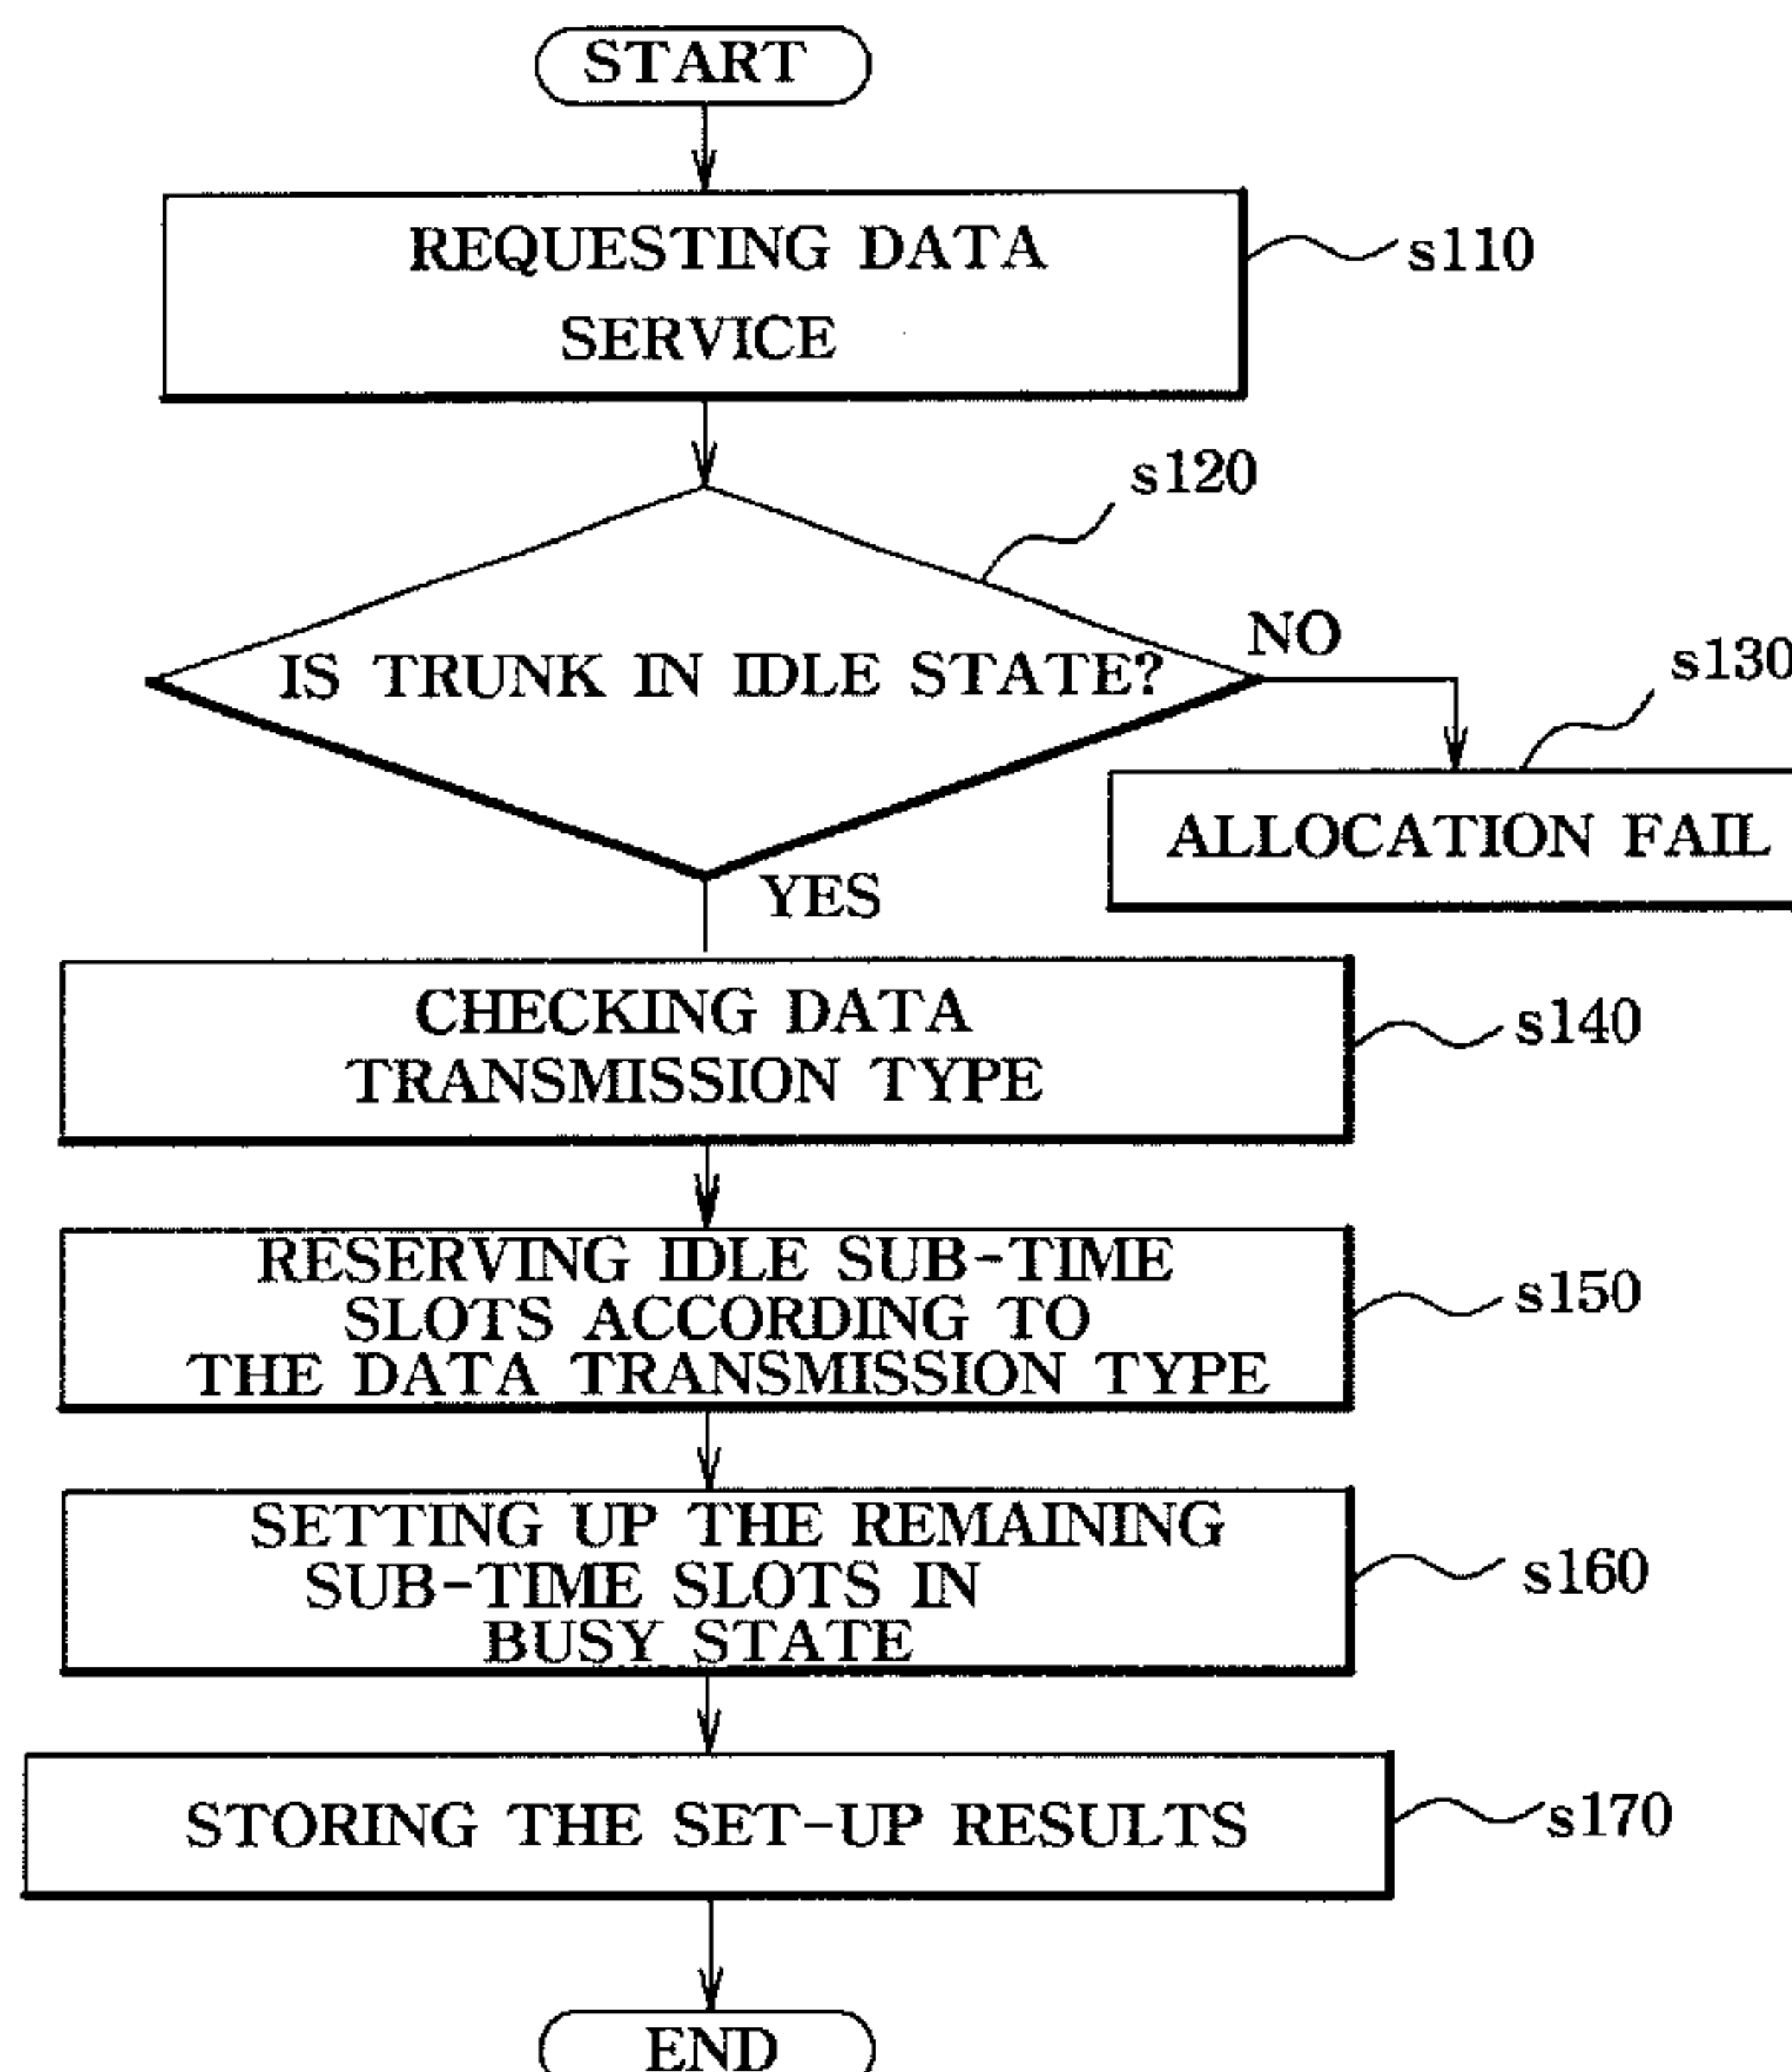 START
REQUESTING DATA
SERVICE
s110
s120
IS TRUNK IN IDLE STATE?
NO
s130
ALLOCATION FAIL
YES
CHECKING DATA
TRANSMISSION TYPE
s140
RESERVING IDLE SUB-TIME
SLOTS ACCORDING TO
THE DATA TRANSMISSION TYPE
s150
SETTING UP THE REMAINING
SUB-TIME SLOTS IN
BUSY STATE
s160
STORING THE SET-UP RESULTS
s170
END